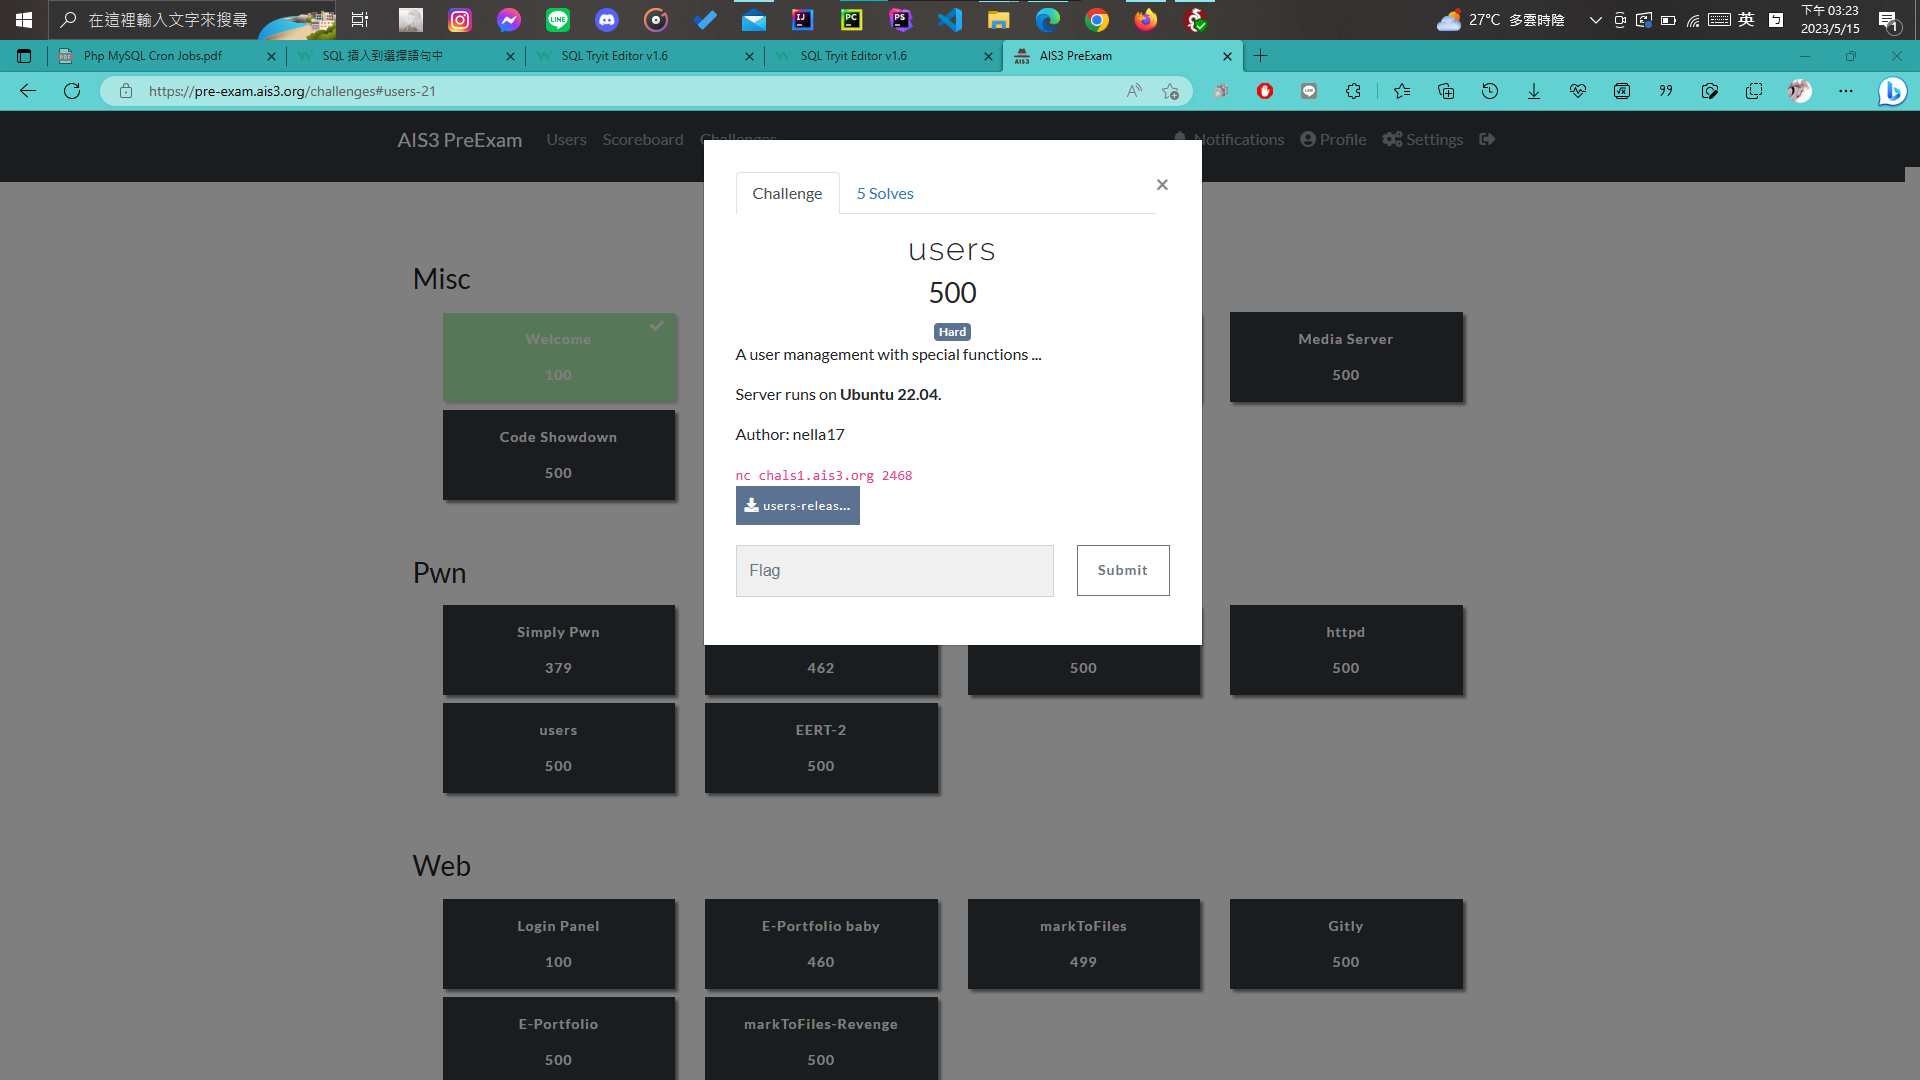 在這裡輸入文字來搜尋
27°C 多雲時陰
英
下午 03:23
2023/5/15
1
Php MySQL Cron Jobs.pdf
SQL 插入到選擇語句中
SQL Tryit Editor v1.6
SQL Tryit Editor v1.6
AIS3 PreExam
https://pre-exam.ais3.org/challenges#users-21
AIS3 PreExam
Users
Scoreboard
Challenges
Notifications
Profile
Settings
Challenge
5 Solves
×
users
500
Hard
A user management with special functions ...
Server runs on Ubuntu 22.04.
Author: nella17
nc chals1.ais3.org 2468
users-releas...
Flag
Submit
Misc
Welcome
100
Media Server
500
Code Showdown
500
Pwn
Simply Pwn
379
462
500
httpd
500
users
500
EERT-2
500
Web
Login Panel
100
E-Portfolio baby
460
markToFiles
499
Gitly
500
E-Portfolio
500
markToFiles-Revenge
500